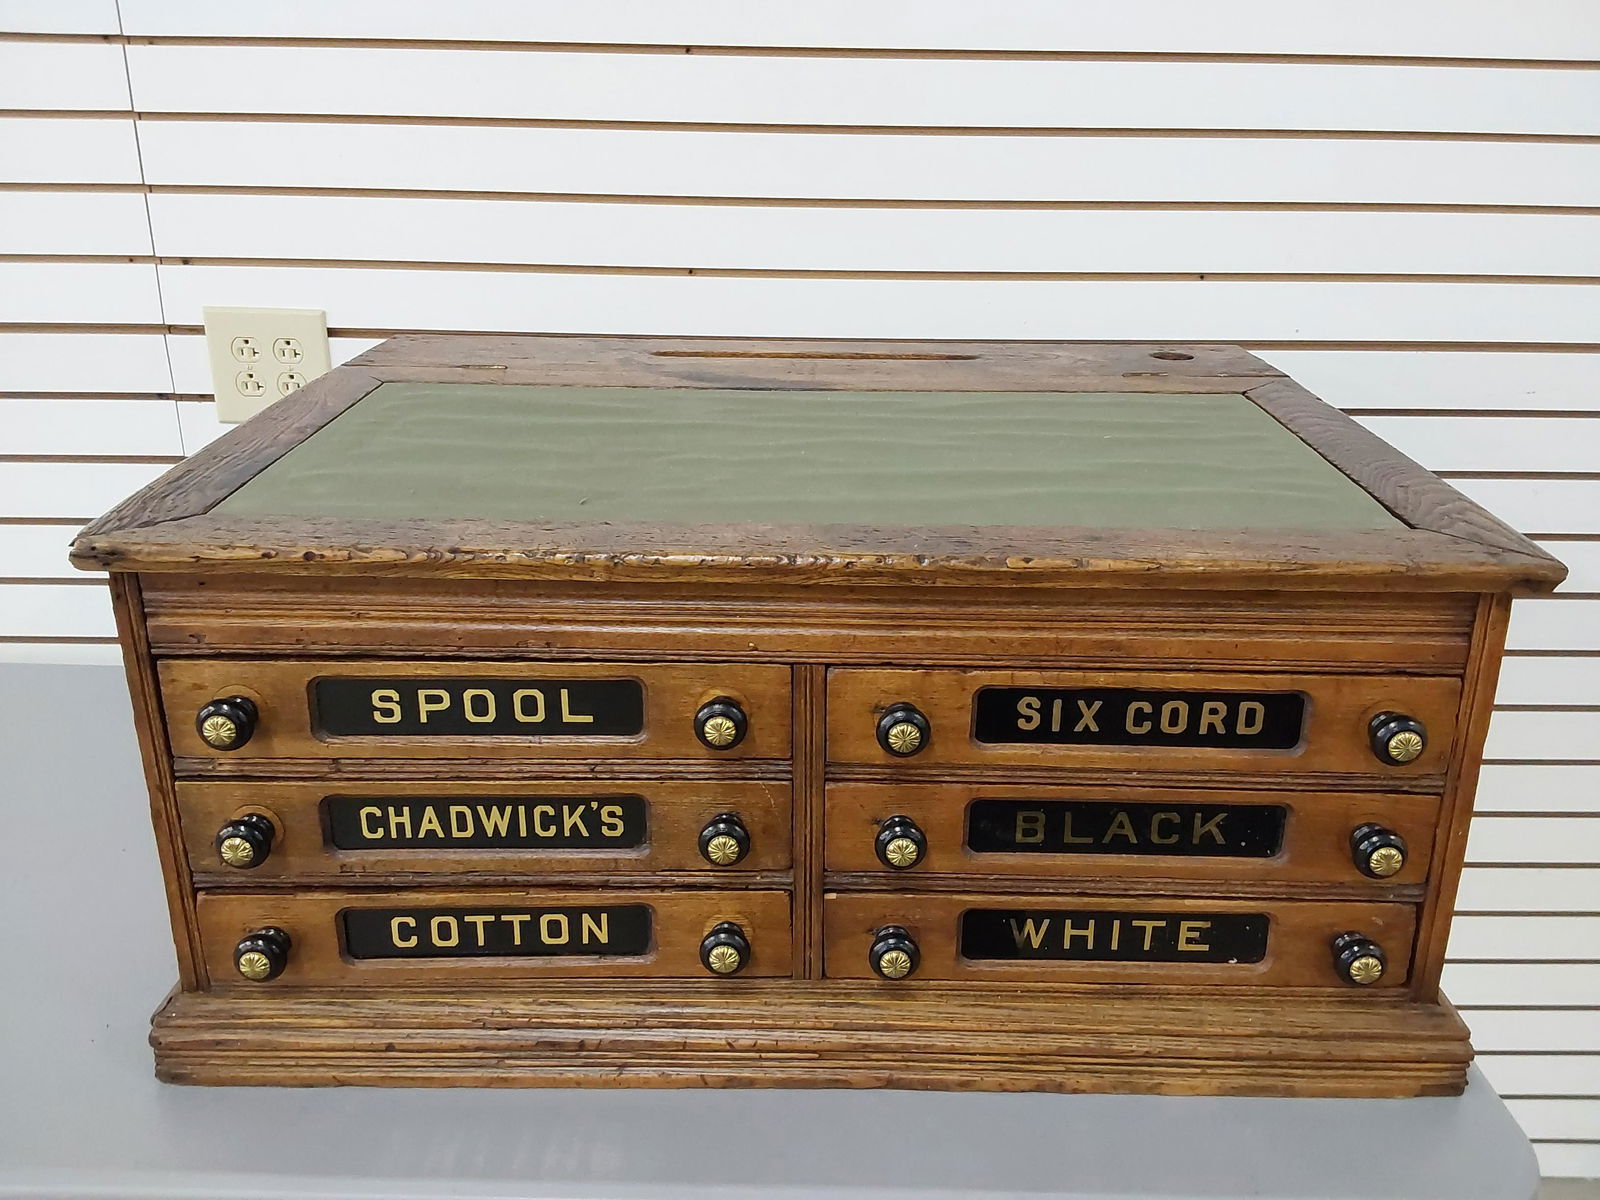 SPOOL
SIX CORD
CHADWICK'S
BLACK
COTTON
WHITE